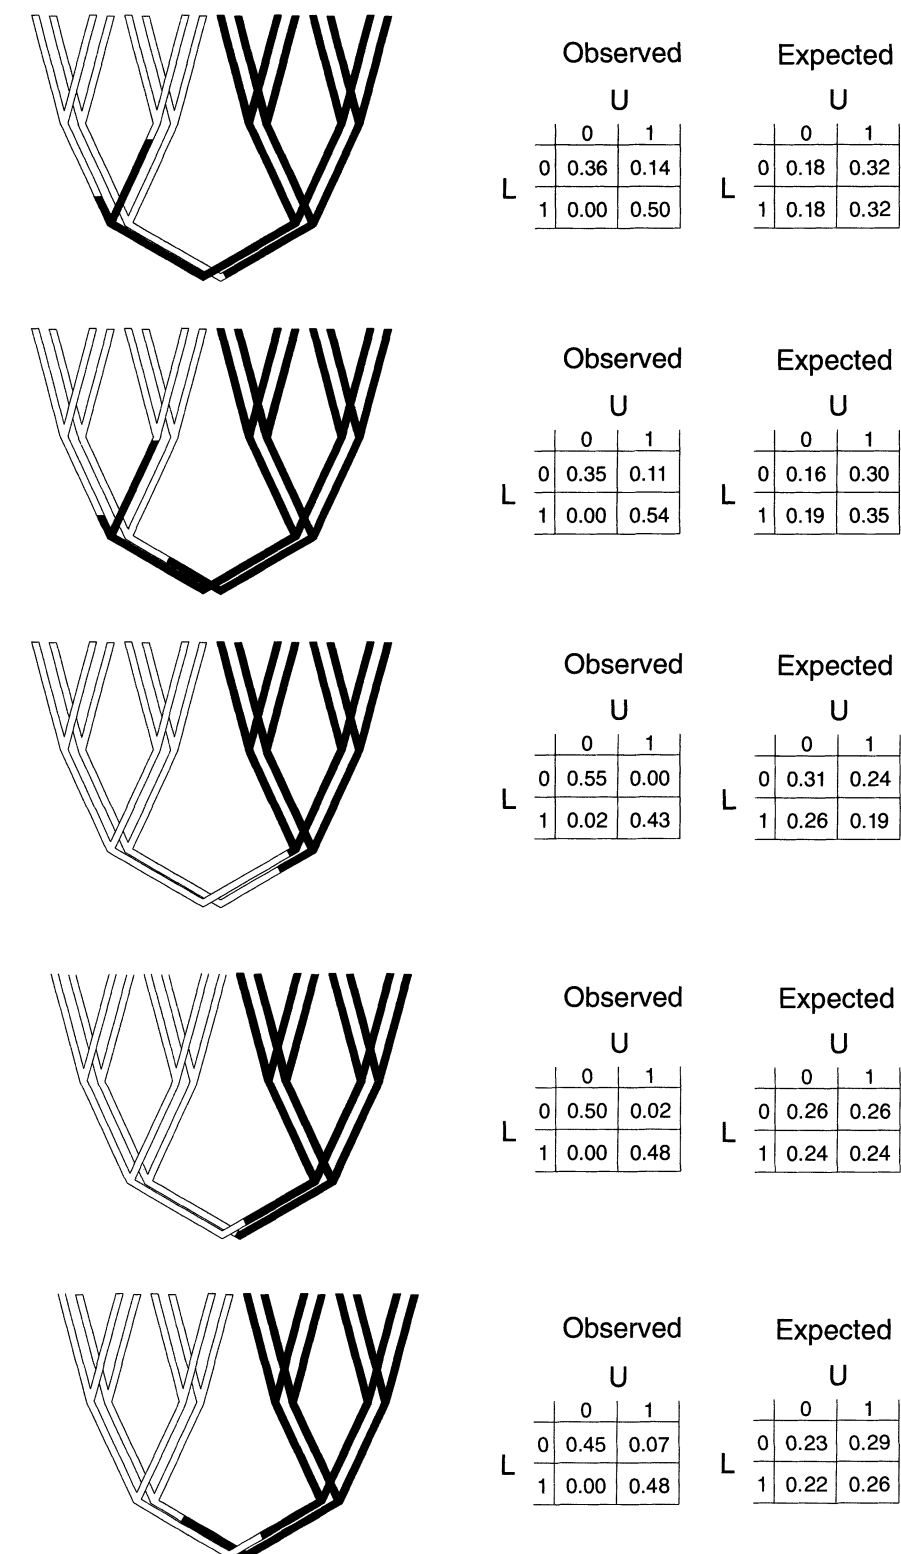 Observed Expected
U U
0 1 0 1
0 0.36 0.14 0 0.18 0.32
L L
1 0.00 0.50 1 0.18 0.32
Observed Expected
U U
0 1 0 1
0 0.35 0.11 0 0.16 0.30
L L
1 0.00 0.54 1 0.19 0.35
Observed Expected
U U
0 1 0 1
0 0.55 0.00 0 0.31 0.24
L L
1 0.02 0.43 1 0.26 0.19
Observed Expected
U U
0 1 0 1
0 0.50 0.02 0 0.26 0.26
L L
1 0.00 0.48 1 0.24 0.24
Observed Expected
U U
0 1 0 1
0 0.45 0.07 0 0.23 0.29
L L
1 0.00 0.48 1 0.22 0.26